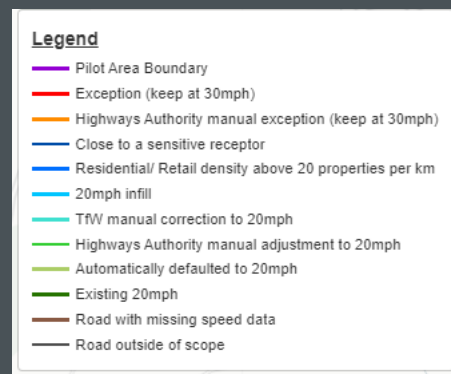 Legend
Pilot Area Boundary
Exception (keep at 30mph)
Highways Authority manual exception (keep at 30mph)
Close to a sensitive receptor
Residential/ Retail density above 20 properties per km
20mph infill
TfW manual correction to 20mph
Highways Authority manual adjustment to 20mph
Automatically defaulted to 20mph
Existing 20mph
Road with missing speed data
Road outside of scope